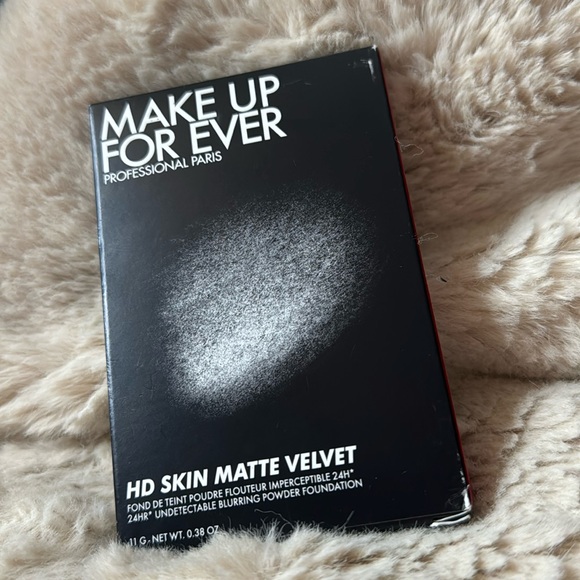 MAKE UP
FOR EVER
PROFESSIONAL PARIS
HD SKIN MATTE VELVET
FOND DE TEINT POUDRE FLOUTEUR IMPERCEPTIBLE 24H*
24HR* UNDETECTABLE BLURRING POWDER FOUNDATION
11 G - NET WT. 0.38 OZ